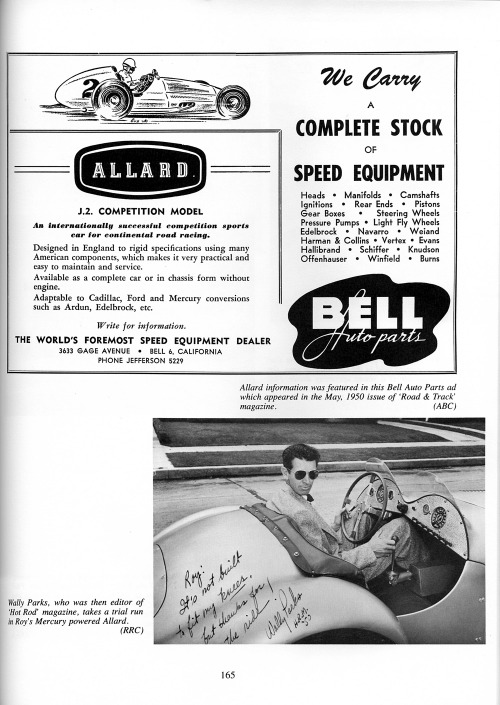 2
5
ALLARD
J.2. COMPETITION MODEL
An internationally successful competition sports
car for continental road racing.
Designed in England to rigid specifications using many
American components, which makes it very practical and
easy to maintain and service.
Available as a complete car or in chassis form without
engine.
Adaptable to Cadillac, Ford and Mercury conversions
such as Ardun, Edelbrock, etc.
Write for information.
THE WORLD'S FOREMOST SPEED EQUIPMENT DEALER
3633 GAGE AVENUE • BELL 6, CALIFORNIA
PHONE JEFFERSON 5229
We Carry
A
COMPLETE STOCK
OF
SPEED EQUIPMENT
Heads • Manifolds • Camshafts
Ignitions • Rear Ends • Pistons
Gear Boxes • Steering Wheels
Pressure Pumps • Light Fly Wheels
Edelbrock • Navarro • Weiand
Harman & Collins • Vertex • Evans
Hallibrand • Schiffer • Knudson
Offenhauser • Winfield • Burns
BELL
Auto parts
Allard information was featured in this Bell Auto Parts ad
which appeared in the May, 1950 issue of 'Road & Track'
magazine. (ABC)
Roy:
It's not built
to fit my knees,
but thanks for
the ride!
Wally Parks
Wally Parks, who was then editor of
'Hot Rod' magazine, takes a trial run
in Roy's Mercury powered Allard.
(RRC)
165